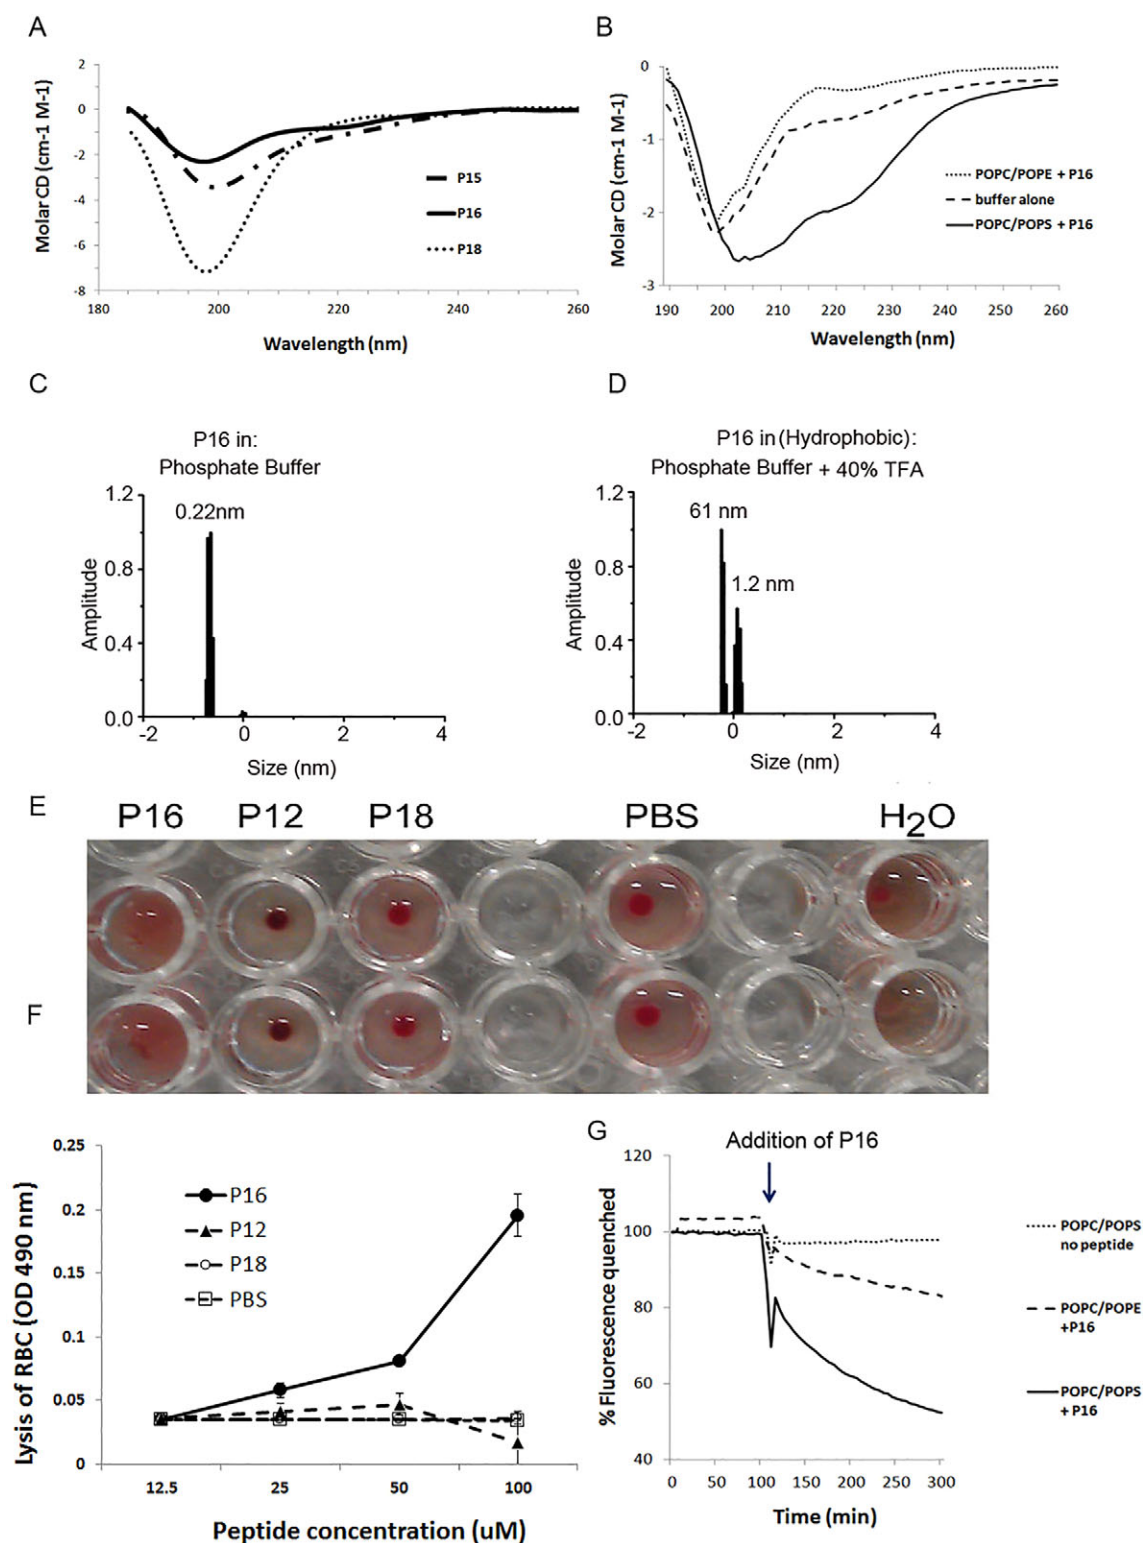 A
Molar CD (cm-1 M-1)
2
0
-2
-4
-6
-8
180
200
220
240
260
Wavelength (nm)
P15
P16
P18
B
Molar CD (cm-1 M-1)
0
-1
-2
-3
190
200
210
220
230
240
250
260
Wavelength (nm)
POPC/POPE + P16
buffer alone
POPC/POPS + P16
C
P16 in:
Phosphate Buffer
1.2
0.8
0.4
0.0
Amplitude
0.22nm
-2
0
2
4
Size (nm)
D
P16 in (Hydrophobic):
Phosphate Buffer + 40% TFA
1.2
0.8
0.4
0.0
Amplitude
61 nm
1.2 nm
-2
0
2
4
Size (nm)
E
P16 P12 P18 PBS H2O
F
Lysis of RBC (OD 490 nm)
0.25
0.2
0.15
0.1
0.05
0
P16
P12
P18
PBS
12.5
25
50
100
Peptide concentration (uM)
G
Addition of P16
% Fluorescence quenched
120
100
80
60
40
0
50
100
150
200
250
300
Time (min)
POPC/POPS
no peptide
POPC/POPE
+P16
POPC/POPS
+ P16